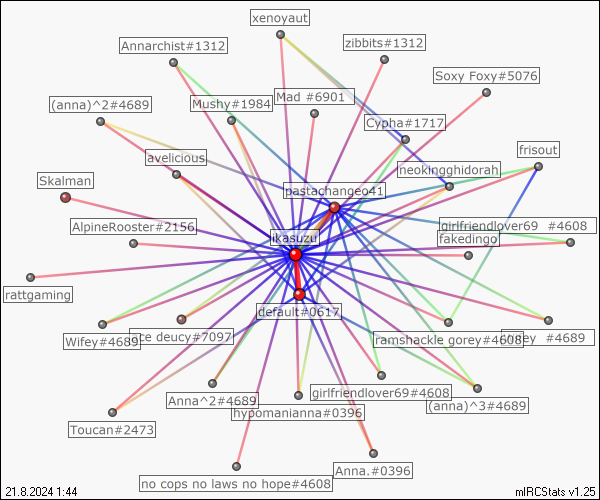 xenoyaut
Annarchist#1312
zibbits#1312
Soxy Foxy#5076
(anna)^2#4689
Mushy#1984
Mad #6901
Cypha#1717
frisout
avelicious
neokingghidorah
Skalman
pastachangeo41
AlpineRooster#2156
girlfriendlover69 #4608
ikasuzu
fakedingo
rattgaming
default#0617
Wifey#4689
ce deucy#7097
ramshackle gorey#4608
#4689
Anna^2#4689
girlfriendlover69#4608
hypomanianna#0396
(anna)^3#4689
Toucan#2473
no cops no laws no hope#4608
Anna.#0396
21.8.2024 1:44
mIRCStats v1.25